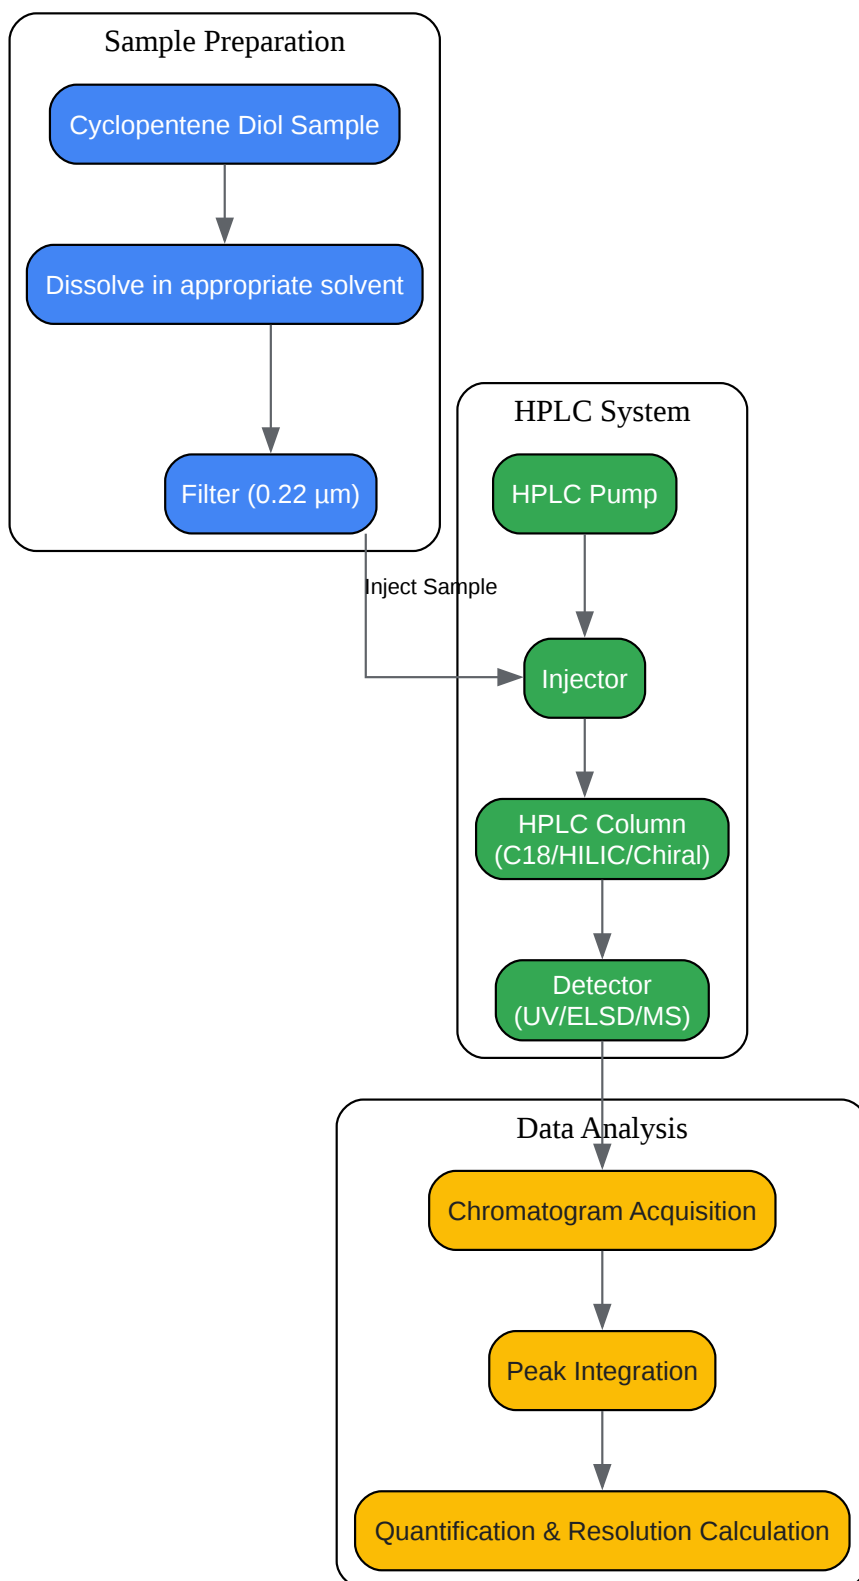 Sample Preparation
Cyclopentene Diol Sample
Dissolve in appropriate solvent
Filter (0.22 µm)
Inject Sample
HPLC System
HPLC Pump
Injector
HPLC Column
(C18/HILIC/Chiral)
Detector
(UV/ELSD/MS)
Data Analysis
Chromatogram Acquisition
Peak Integration
Quantification & Resolution Calculation